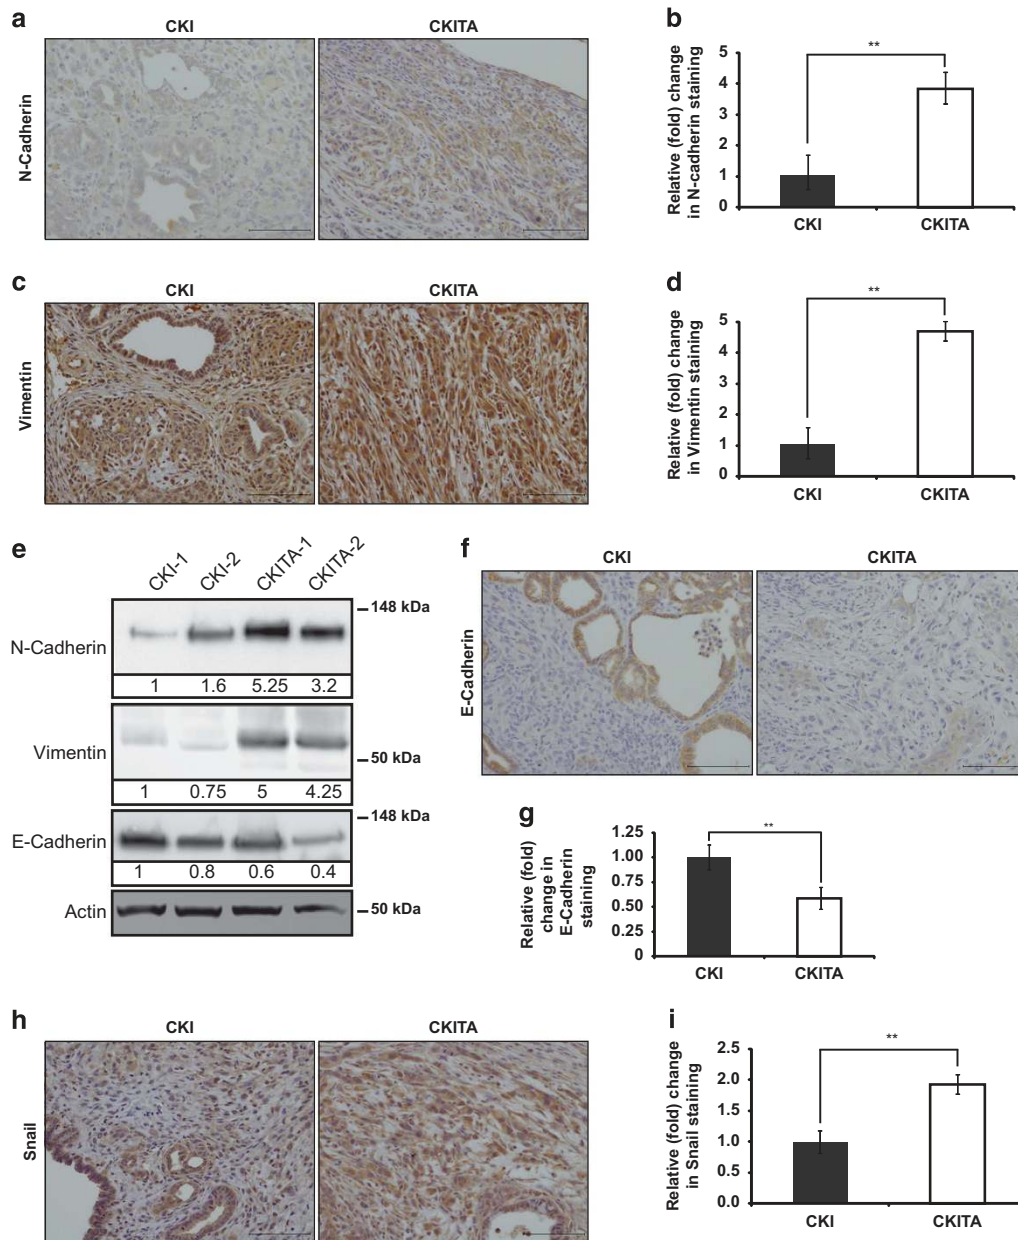 a
CKI
CKITA
N-Cadherin
b
Relative (fold) change
in N-cadherin staining
5
4
3
2
1
0
**
CKI
CKITA
c
CKI
CKITA
Vimentin
d
Relative (fold) change
in Vimentin staining
5
4
3
2
1
0
**
CKI
CKITA
e
CKI-1
CKI-2
CKITA-1
CKITA-2
N-Cadherin
148 kDa
1 1.6 5.25 3.2
Vimentin
50 kDa
1 0.75 5 4.25
148 kDa
E-Cadherin
1 0.8 0.6 0.4
Actin
50 kDa
f
CKI
CKITA
E-Cadherin
g
Relative (fold)
change in
E-Cadherin
staining
1.25
1.00
0.75
0.50
0.25
0
**
CKI
CKITA
h
CKI
CKITA
Snail
i
Relative (fold) change
in Snail staining
2.5
2.0
1.5
1.0
0.5
0.0
**
CKI
CKITA